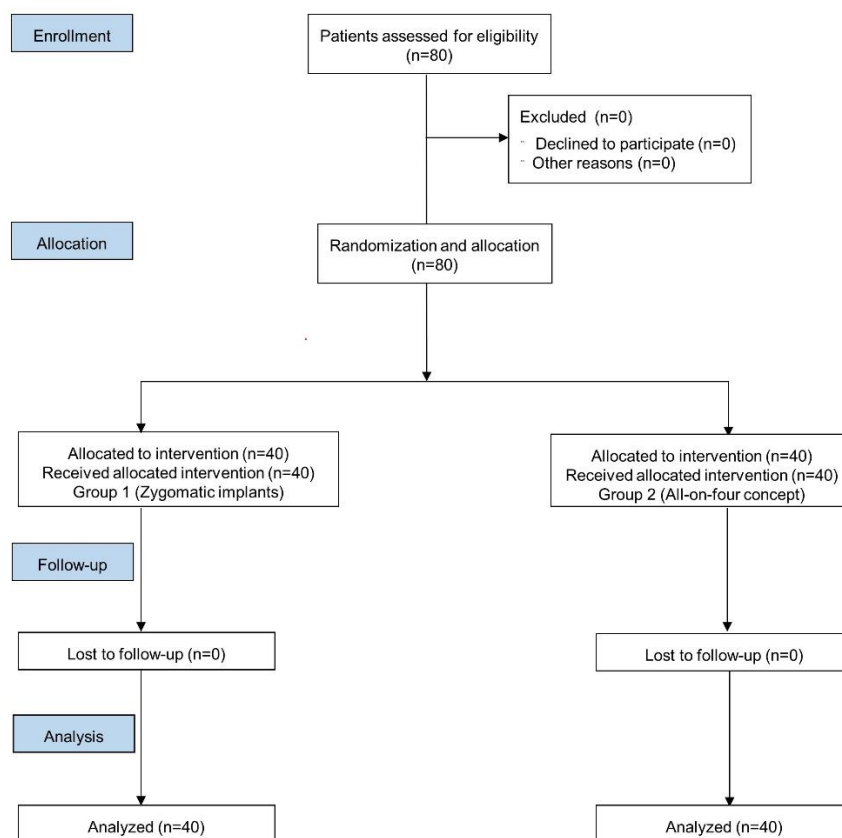 Enrollment
Patients assessed for eligibility
(n=80)
Excluded (n=0)
¨ Declined to participate (n=0)
¨ Other reasons (n=0)
Allocation
Randomization and allocation
(n=80)
Allocated to intervention (n=40)
Received allocated intervention (n=40)
Group 1 (Zygomatic implants)
Allocated to intervention (n=40)
Received allocated intervention (n=40)
Group 2 (All-on-four concept)
Follow-up
Lost to follow-up (n=0)
Lost to follow-up (n=0)
Analysis
Analyzed (n=40)
Analyzed (n=40)